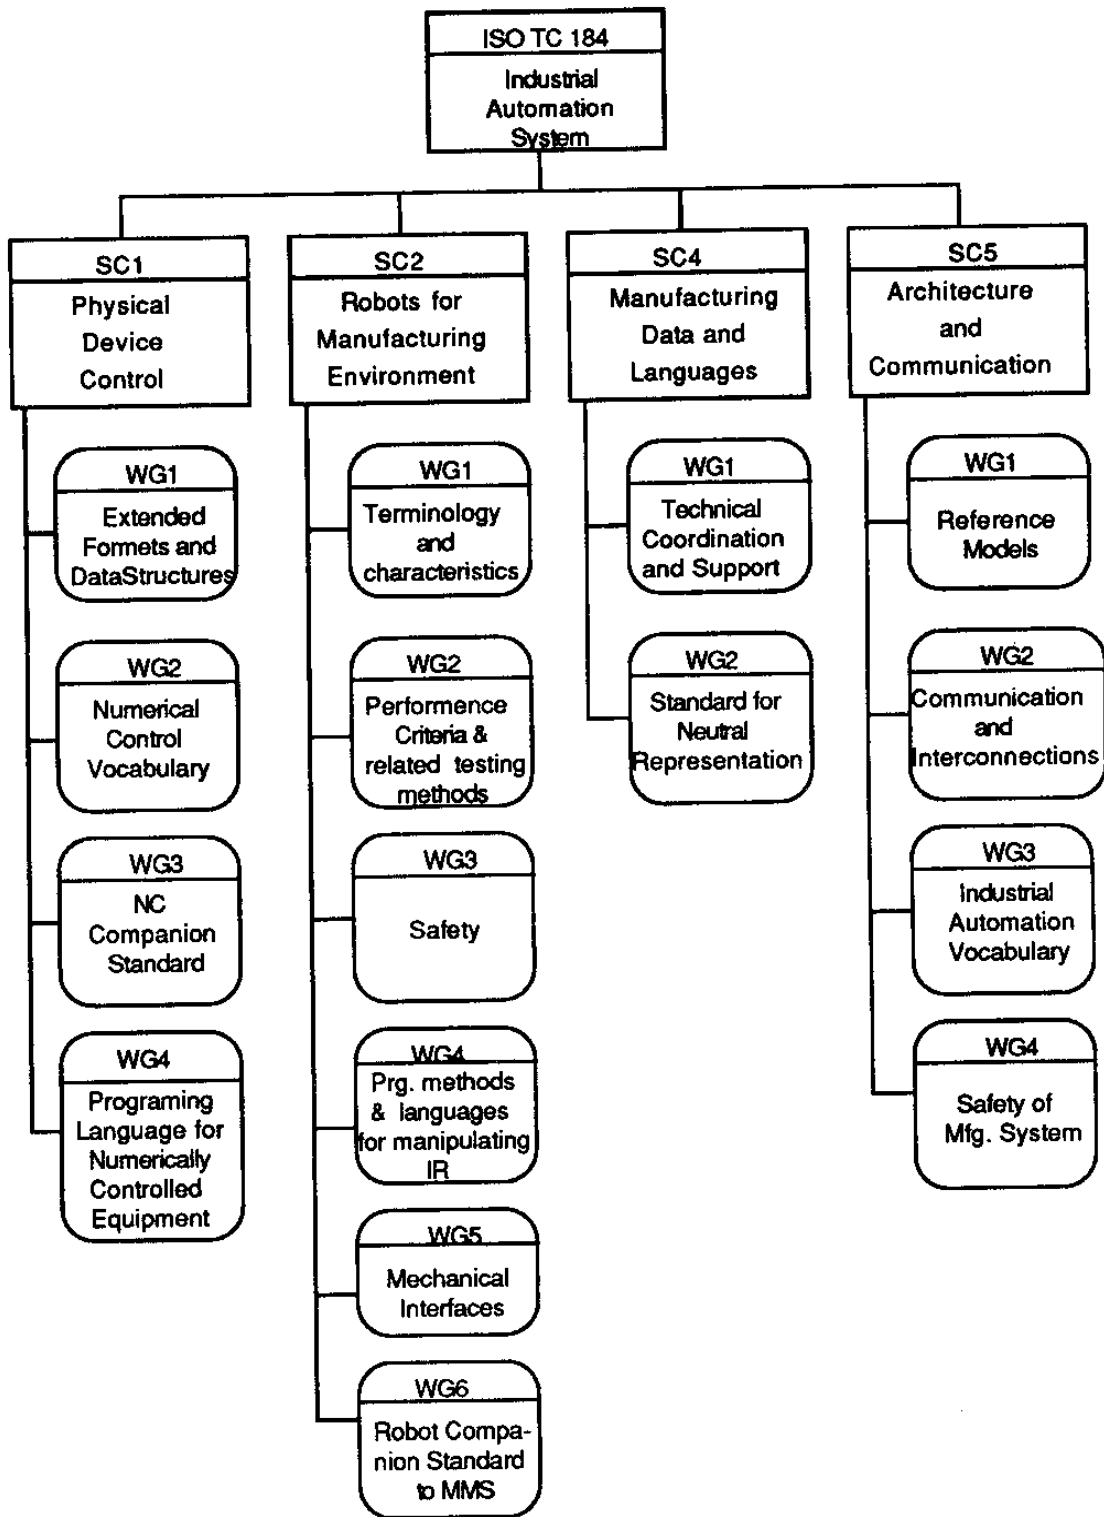 ISO TC 184
Industrial
Automation
System
SC1
Physical
Device
Control
WG1
Extended
Formets and
DataStructures
WG2
Numerical
Control
Vocabulary
WG3
NC
Companion
Standard
WG4
Programing
Language for
Numerically
Controlled
Equipment
SC2
Robots for
Manufacturing
Environment
WG1
Terminology
and
characteristics
WG2
Performence
Criteria &
related testing
methods
WG3
Safety
WG4
Prg. methods
& languages
for manipulating
IR
WG5
Mechanical
Interfaces
WG6
Robot Compa-
nion Standard
to MMS
SC4
Manufacturing
Data and
Languages
WG1
Technical
Coordination
and Support
WG2
Standard for
Neutral
Representation
SC5
Architecture
and
Communication
WG1
Reference
Models
WG2
Communication
and
Interconnections
WG3
Industrial
Automation
Vocabulary
WG4
Safety of
Mfg. System